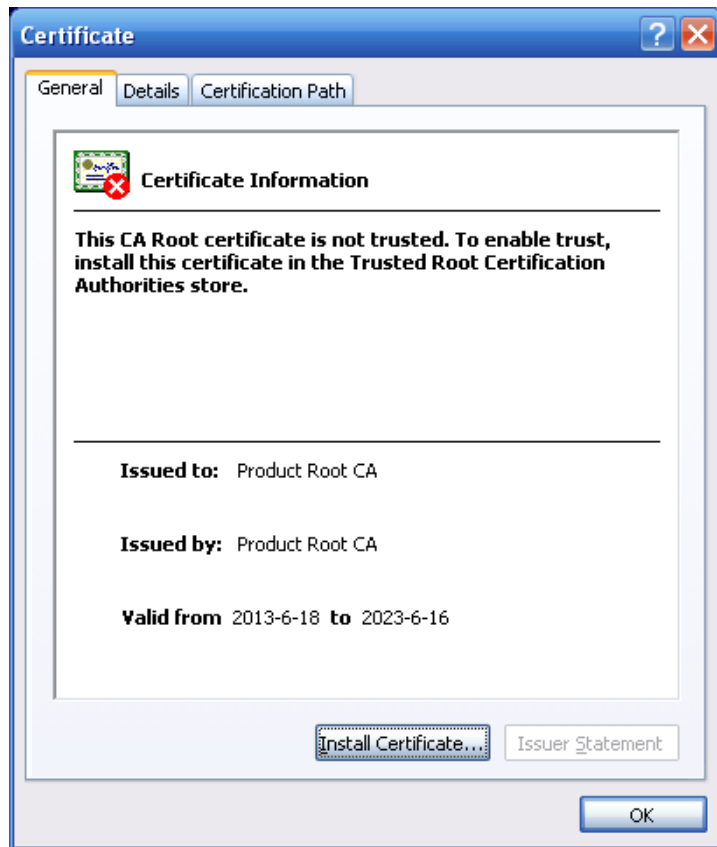 Certificate
General Details Certification Path
Certificate Information
This CA Root certificate is not trusted. To enable trust,
install this certificate in the Trusted Root Certification
Authorities store.
Issued to: Product Root CA
Issued by: Product Root CA
Valid from 2013-6-18 to 2023-6-16
Install Certificate... Issuer Statement
OK